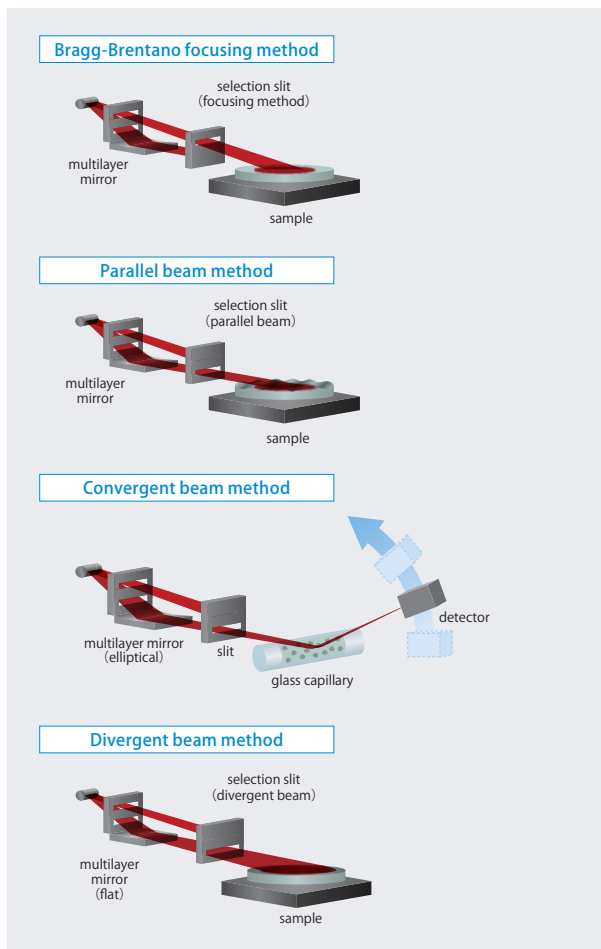 Bragg-Brentano focusing method
selection slit
(focusing method)
multilayer
mirror
sample
Parallel beam method
selection slit
(parallel beam)
multilayer
mirror
sample
Convergent beam method
detector
multilayer mirror
(elliptical)
slit
glass capillary
Divergent beam method
selection slit
(divergent beam)
multilayer
mirror
(flat)
sample